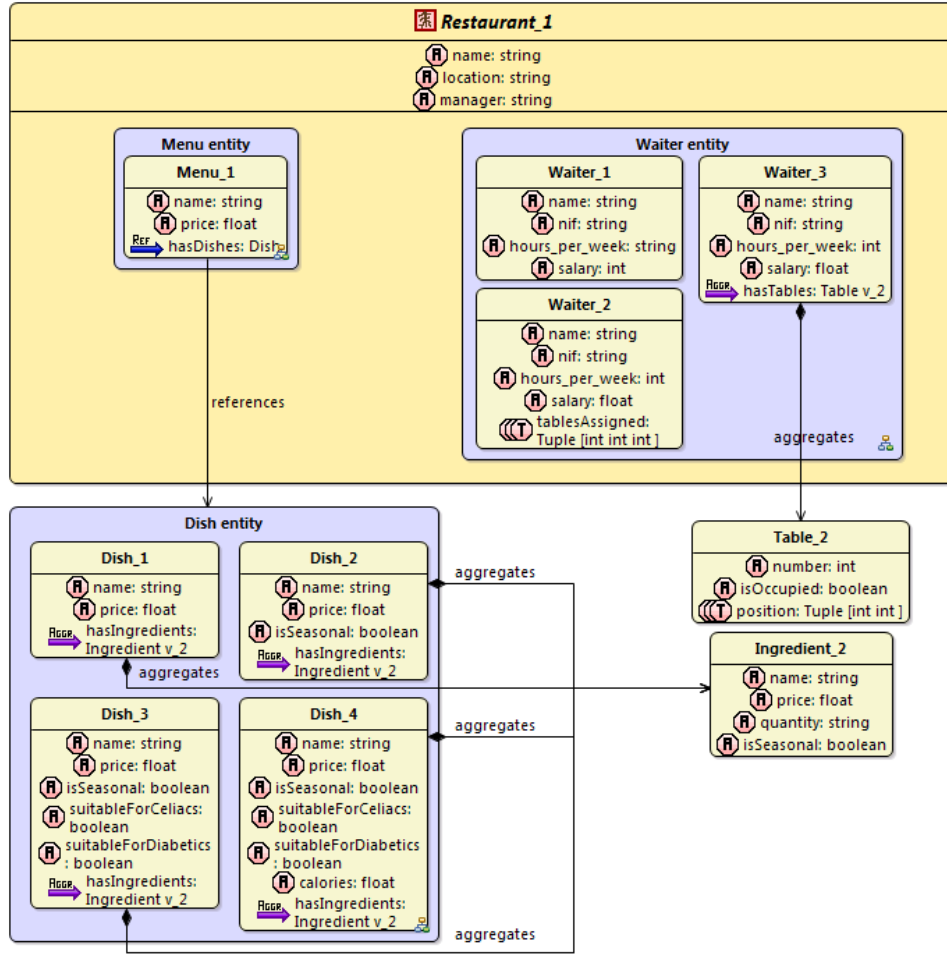 Restaurant_1
A name: string
A location: string
A manager: string
Menu entity
Menu_1
A name: string
A price: float
REF hasDishes: Dish
Waiter entity
Waiter_1
A name: string
A nif: string
A hours_per_week: string
A salary: int
Waiter_3
A name: string
A nif: string
A hours_per_week: int
A salary: float
AGGR hasTables: Table v_2
Waiter_2
A name: string
A nif: string
A hours_per_week: int
A salary: float
T tablesAssigned:
Tuple [int int int ]
references
aggregates
Dish entity
Dish_1
A name: string
A price: float
AGGR hasIngredients:
Ingredient v_2
aggregates
Dish_2
A name: string
A price: float
A isSeasonal: boolean
AGGR hasIngredients:
Ingredient v_2
aggregates
Table_2
A number: int
A isOccupied: boolean
T position: Tuple [int int ]
Ingredient_2
A name: string
A price: float
A quantity: string
A isSeasonal: boolean
Dish_3
A name: string
A price: float
A isSeasonal: boolean
A suitableForCeliacs:
boolean
A suitableForDiabetics
: boolean
AGGR hasIngredients:
Ingredient v_2
Dish_4
A name: string
A price: float
A isSeasonal: boolean
A suitableForCeliacs:
boolean
A suitableForDiabetics
: boolean
A calories: float
AGGR hasIngredients:
Ingredient v_2
aggregates
aggregates